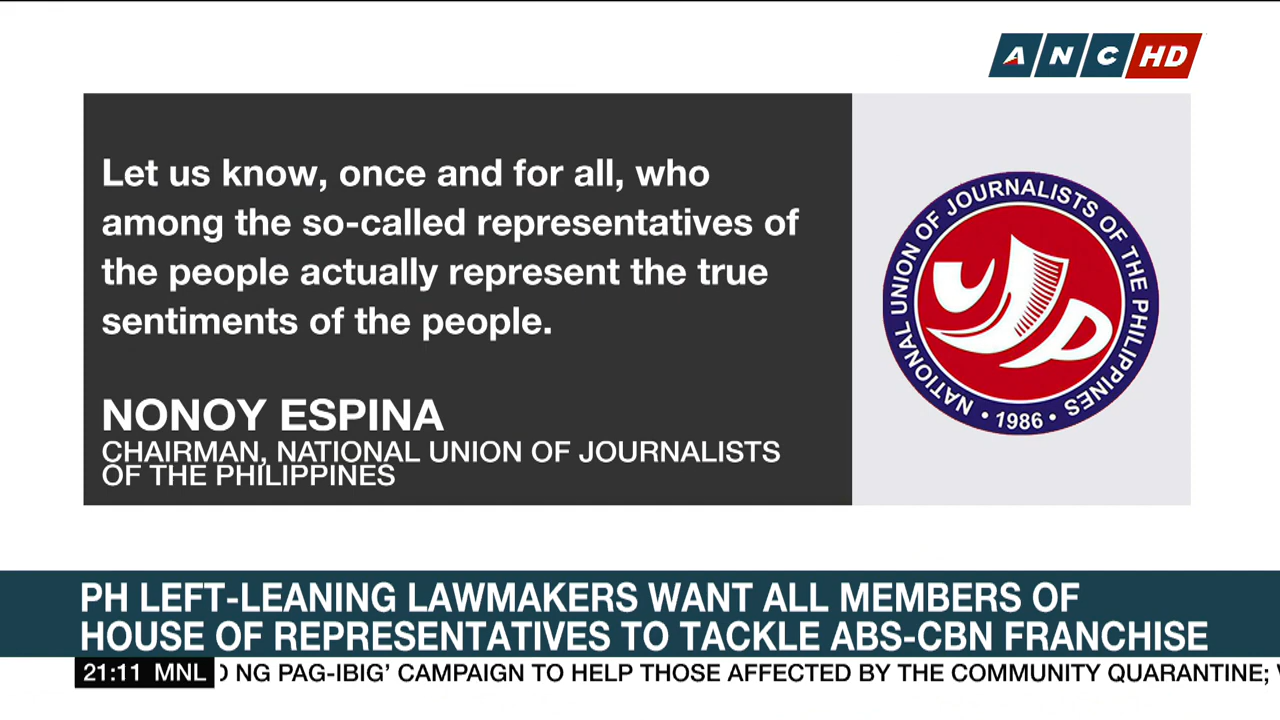 ANC HD
Let us know, once and for all, who
among the so-called representatives of
the people actually represent the true
sentiments of the people.
NONOY ESPINA
CHAIRMAN, NATIONAL UNION OF JOURNALISTS
OF THE PHILIPPINES
NATIONAL UNION OF JOURNALISTS OF THE PHILIPPINES
UJP
• 1986 •
PH LEFT-LEANING LAWMAKERS WANT ALL MEMBERS OF
HOUSE OF REPRESENTATIVES TO TACKLE ABS-CBN FRANCHISE
21:11 MNL NG PAG-IBIG’ CAMPAIGN TO HELP THOSE AFFECTED BY THE COMMUNITY QUARANTINE;